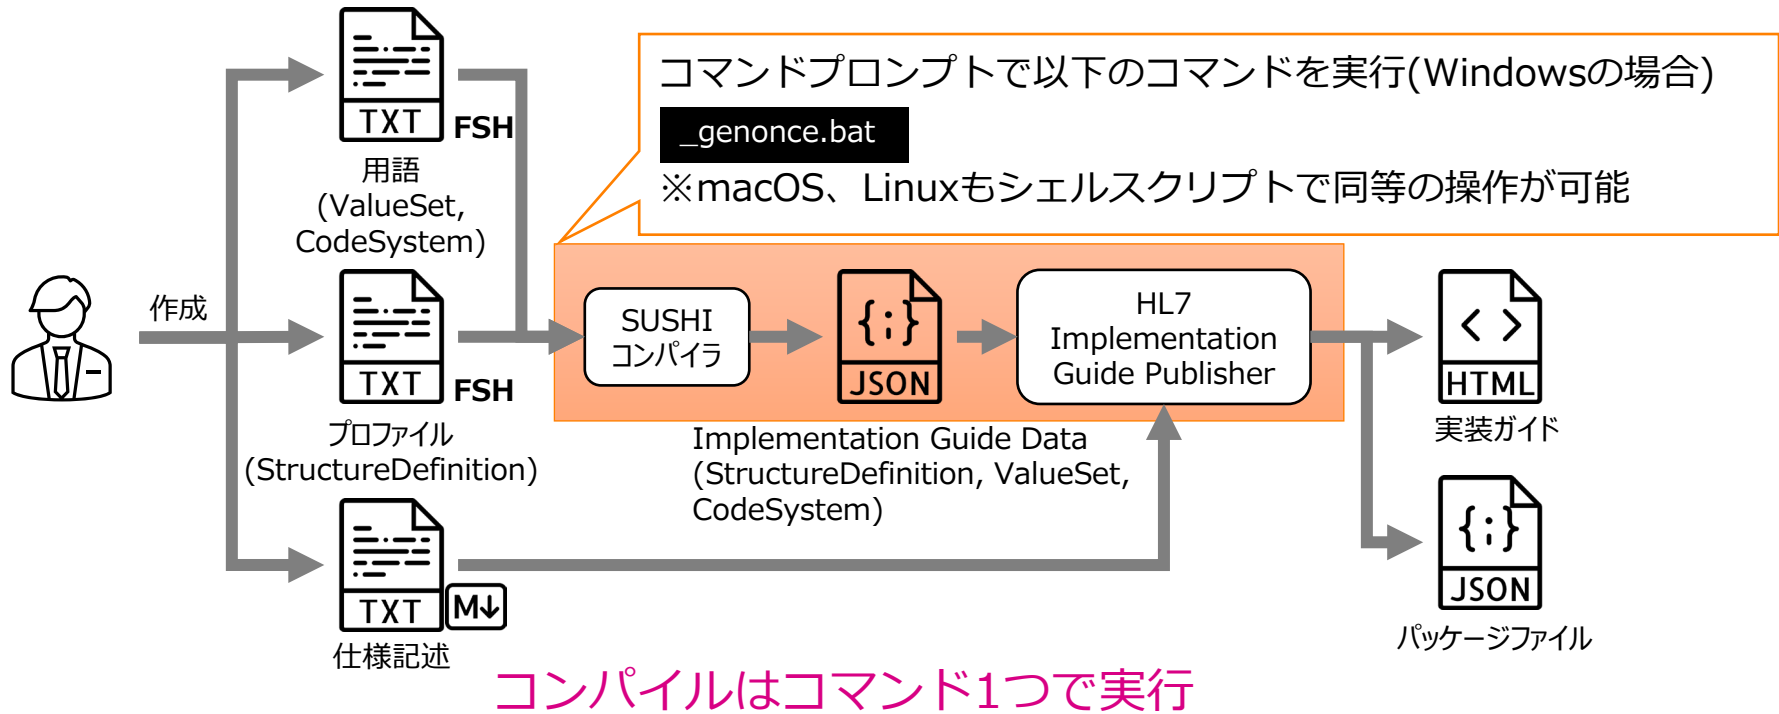 コマンドプロンプトで以下のコマンドを実行(Windowsの場合)
_genonce.bat
※macOS、Linuxもシェルスクリプトで同等の操作が可能
TXT
FSH
用語
(ValueSet,
CodeSystem)
作成
TXT
FSH
プロファイル
(StructureDefinition)
TXT
M↓
仕様記述
SUSHI
コンパイラ
{;}
JSON
Implementation Guide Data
(StructureDefinition, ValueSet,
CodeSystem)
HL7
Implementation
Guide Publisher
< >
HTML
実装ガイド
{;}
JSON
パッケージファイル
コンパイルはコマンド1つで実行